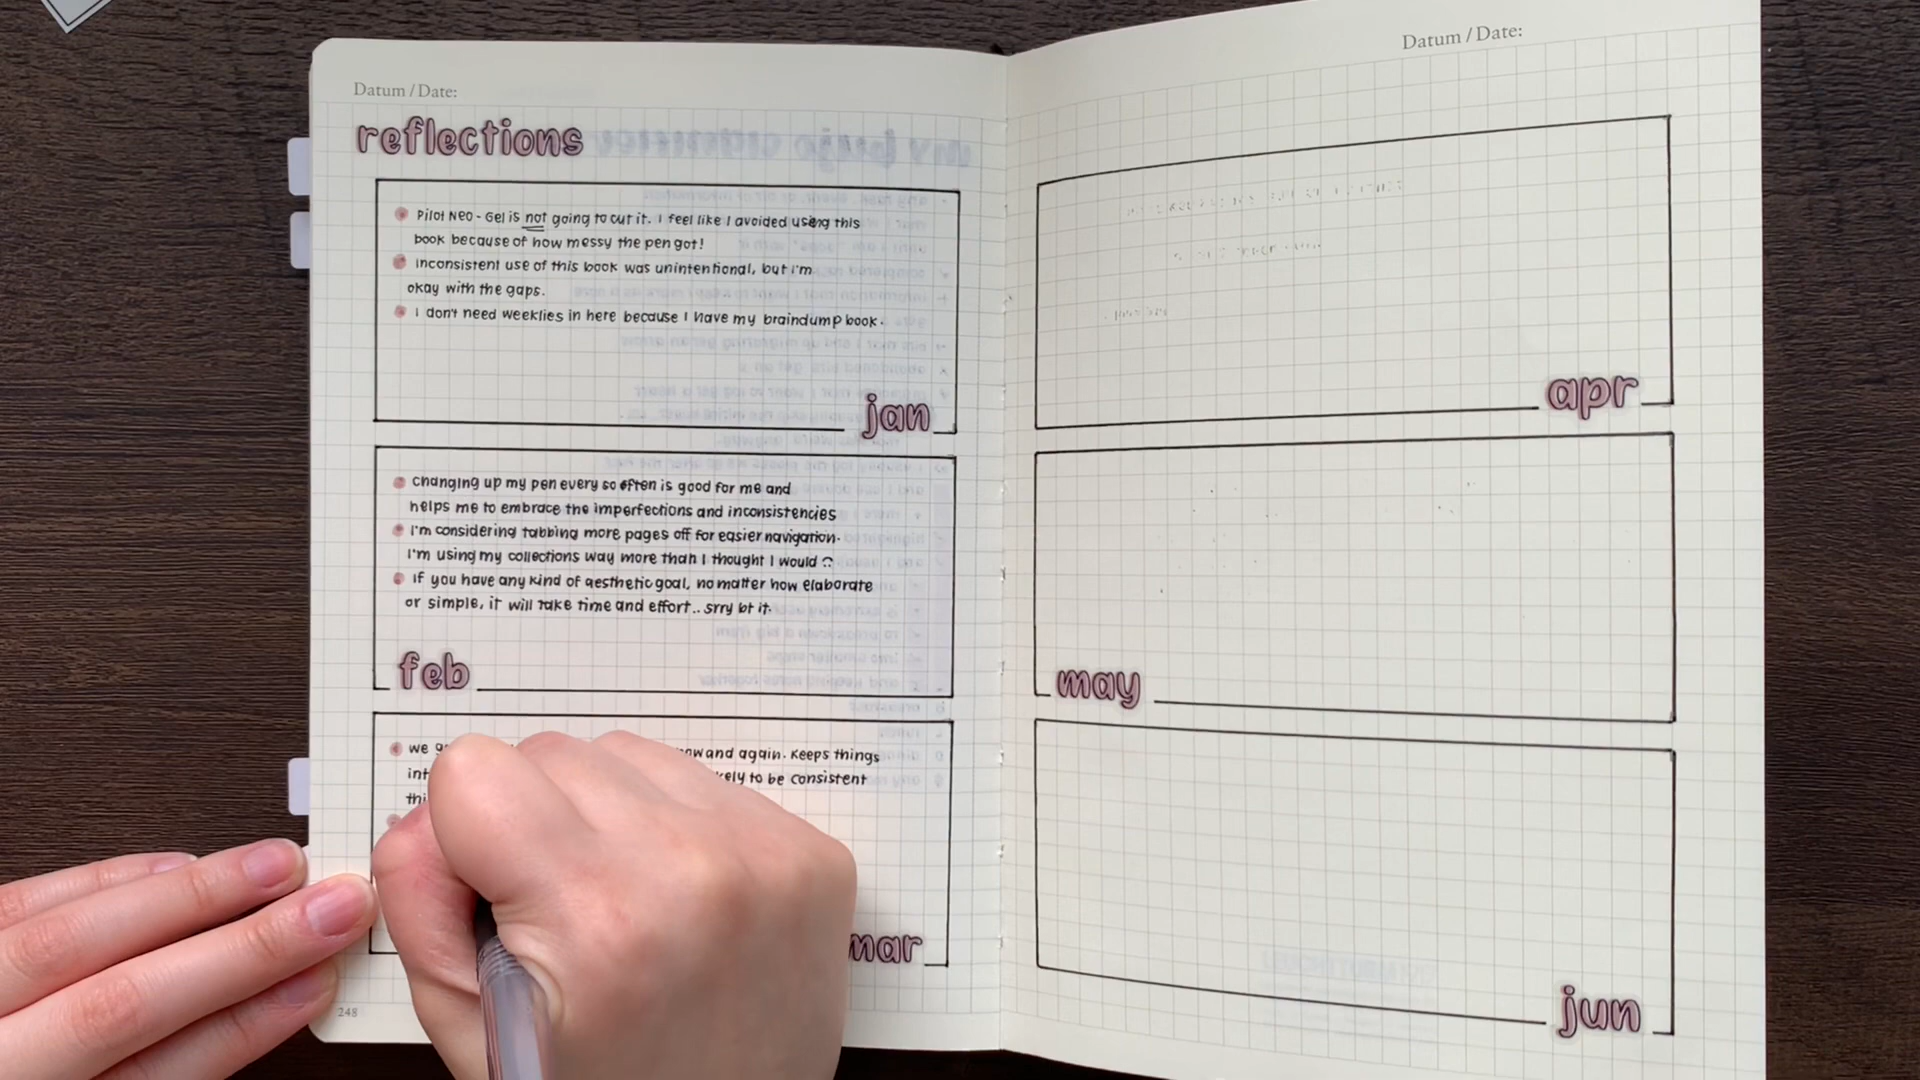 Datum / Date:
reflections
Pilot Neo-Gel is not going to cut it. I feel like I avoided using this
book because of how messy the pen got!
inconsistent use of this book was unintentional, but i'm
okay with the gaps.
I don't need weeklies in here because I have my braindump book.
jan
changing up my pen every so often is good for me and
helps me to embrace the imperfections and inconsistencies
I'm considering tabbing more pages off for easier navigation.
I'm using my collections way more than I thought I would
If you have any kind of aesthetic goal, no matter how elaborate
or simple, it will take time and effort.. srry bt it.
feb
we and again. Keeps things
to be consistent
mar
248
Datum / Date:
apr
may
jun